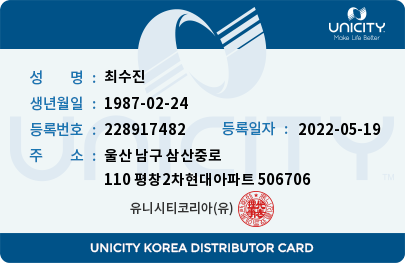 UNICITY
Make Life Better
성 명 : 최수진
생년월일 : 1987-02-24
등록번호 : 228917482 등록일자 : 2022-05-19
주 소 : 울산 남구 삼산중로
110 평창2차현대아파트 506706
유니시티코리아(유)
UNICITY
UNICITY KOREA DISTRIBUTOR CARD